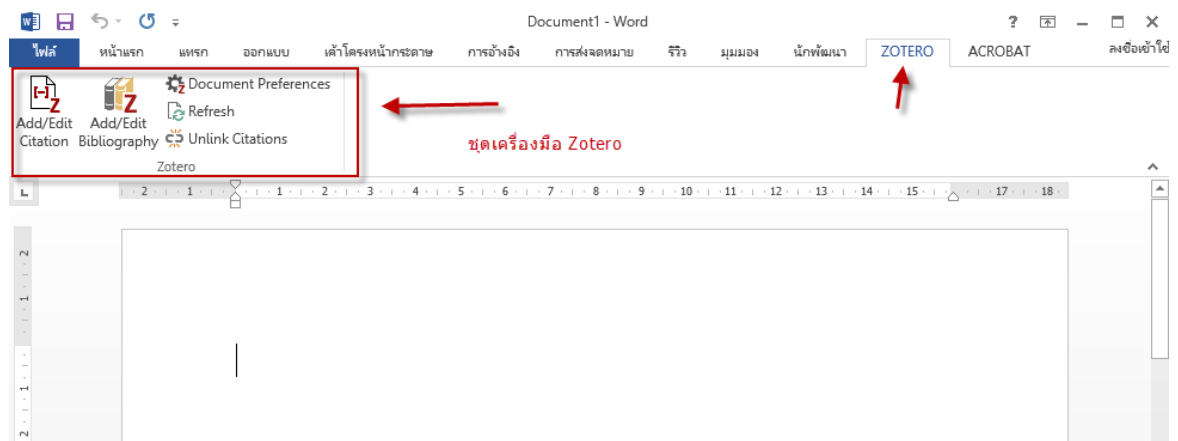 Document1 - Word
ไฟล์ หน้าแรก แทรก ออกแบบ เค้าโครงหน้ากระดาษ การอ้างอิง การส่งจดหมาย รีวิว มุมมอง นักพัฒนา ZOTERO ACROBAT ลงชื่อเข้าใช้
Document Preferences
Refresh
Add/Edit Citation
Add/Edit Bibliography
Unlink Citations
Zotero
ชุดเครื่องมือ Zotero
2 1 1 2 3 4 5 6 7 8 9 10 11 12 13 14 15 17 18
2
1
1
2